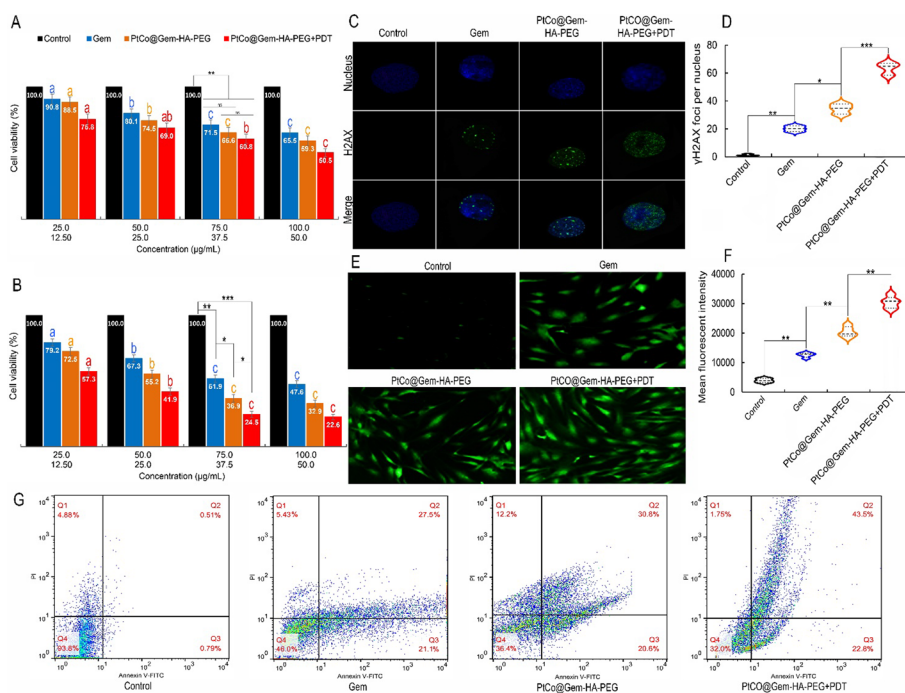 A
Control
Gem
PtCo@Gem-HA-PEG
PtCo@Gem-HA-PEG+PDT
Cell viability (%)
100.0
a
90.8
a
88.5
a
75.8
100.0
b
80.1
b
74.5
ab
69.0
100.0
**
ns
ns
c
71.5
c
66.6
b
60.8
100.0
c
65.5
c
59.3
c
50.5
25.0
12.50
50.0
25.0
75.0
37.5
100.0
50.0
Concentration (µg/mL)
B
Cell viability (%)
100.0
a
79.2
a
72.5
a
57.3
100.0
b
67.3
b
55.2
b
41.9
100.0
***
**
*
*
c
51.9
c
36.9
c
24.5
100.0
c
47.6
c
32.9
c
22.6
25.0
12.50
50.0
25.0
75.0
37.5
100.0
50.0
Concentration (µg/mL)
C
Control
Gem
PtCo@Gem-
HA-PEG
PtCO@Gem-
HA-PEG+PDT
Nucleus
H2AX
Merge
D
γH2AX foci per nucleus
80
60
40
20
0
**
*
***
Control
Gem
PtCo@Gem-HA-PEG
PtCo@Gem-HA-PEG+PDT
E
Control
Gem
PtCo@Gem-HA-PEG
PtCO@Gem-HA-PEG+PDT
F
Mean fluorescent intensity
40000
30000
20000
10000
0
**
**
**
Control
Gem
PtCo@Gem-HA-PEG
PtCo@Gem-HA-PEG+PDT
G
Q1
4.88%
Q2
0.51%
Q4
93.8%
Q3
0.79%
PI
Annexin V-FITC
Control
Q1
5.43%
Q2
27.5%
Q4
46.0%
Q3
21.1%
PI
Annexin V-FITC
Gem
Q1
12.2%
Q2
30.8%
Q4
36.4%
Q3
20.6%
PI
Annexin V-FITC
PtCo@Gem-HA-PEG
Q1
1.75%
Q2
43.5%
Q4
32.0%
Q3
22.8%
PI
Annexin V-FITC
PtCO@Gem-HA-PEG+PDT